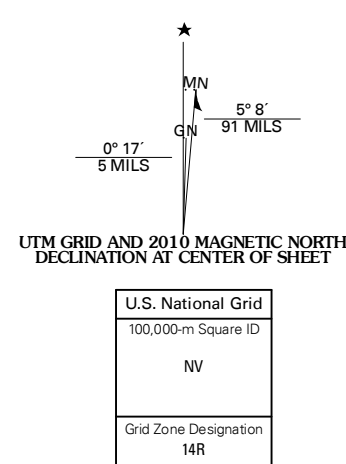 MN
5° 8´
91 MILS
GN
0° 17´
5 MILS
UTM GRID AND 2010 MAGNETIC NORTH
DECLINATION AT CENTER OF SHEET
U.S. National Grid
100,000-m Square ID
NV
Grid Zone Designation
14R